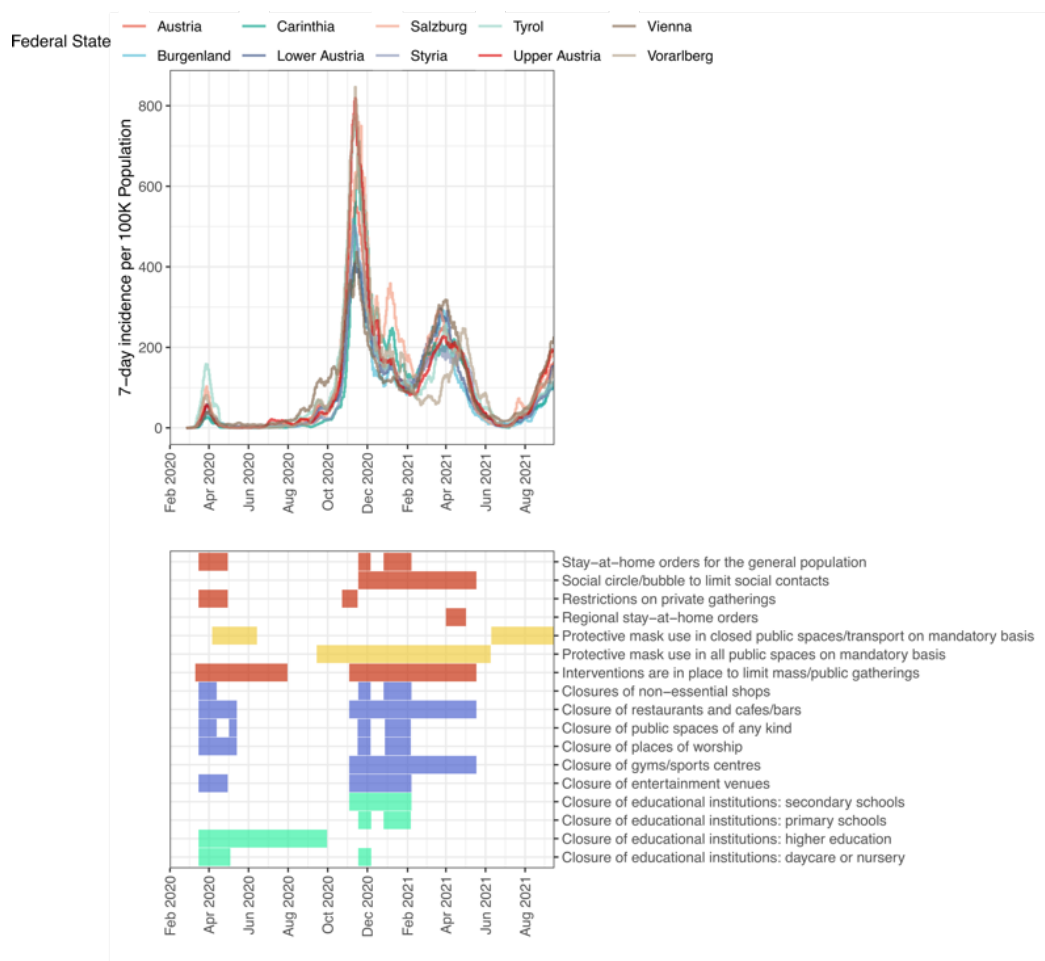 Austria Carinthia Salzburg Tyrol Vienna
Federal State
Burgenland Lower Austria Styria Upper Austria Vorarlberg
7−day incidence per 100K Population
800
600
400
200
0
Feb 2020
Apr 2020
Jun 2020
Aug 2020
Oct 2020
Dec 2020
Feb 2021
Apr 2021
Jun 2021
Aug 2021
Stay−at−home orders for the general population
Social circle/bubble to limit social contacts
Restrictions on private gatherings
Regional stay−at−home orders
Protective mask use in closed public spaces/transport on mandatory basis
Protective mask use in all public spaces on mandatory basis
Interventions are in place to limit mass/public gatherings
Closures of non−essential shops
Closure of restaurants and cafes/bars
Closure of public spaces of any kind
Closure of places of worship
Closure of gyms/sports centres
Closure of entertainment venues
Closure of educational institutions: secondary schools
Closure of educational institutions: primary schools
Closure of educational institutions: higher education
Closure of educational institutions: daycare or nursery
Feb 2020
Apr 2020
Jun 2020
Aug 2020
Oct 2020
Dec 2020
Feb 2021
Apr 2021
Jun 2021
Aug 2021